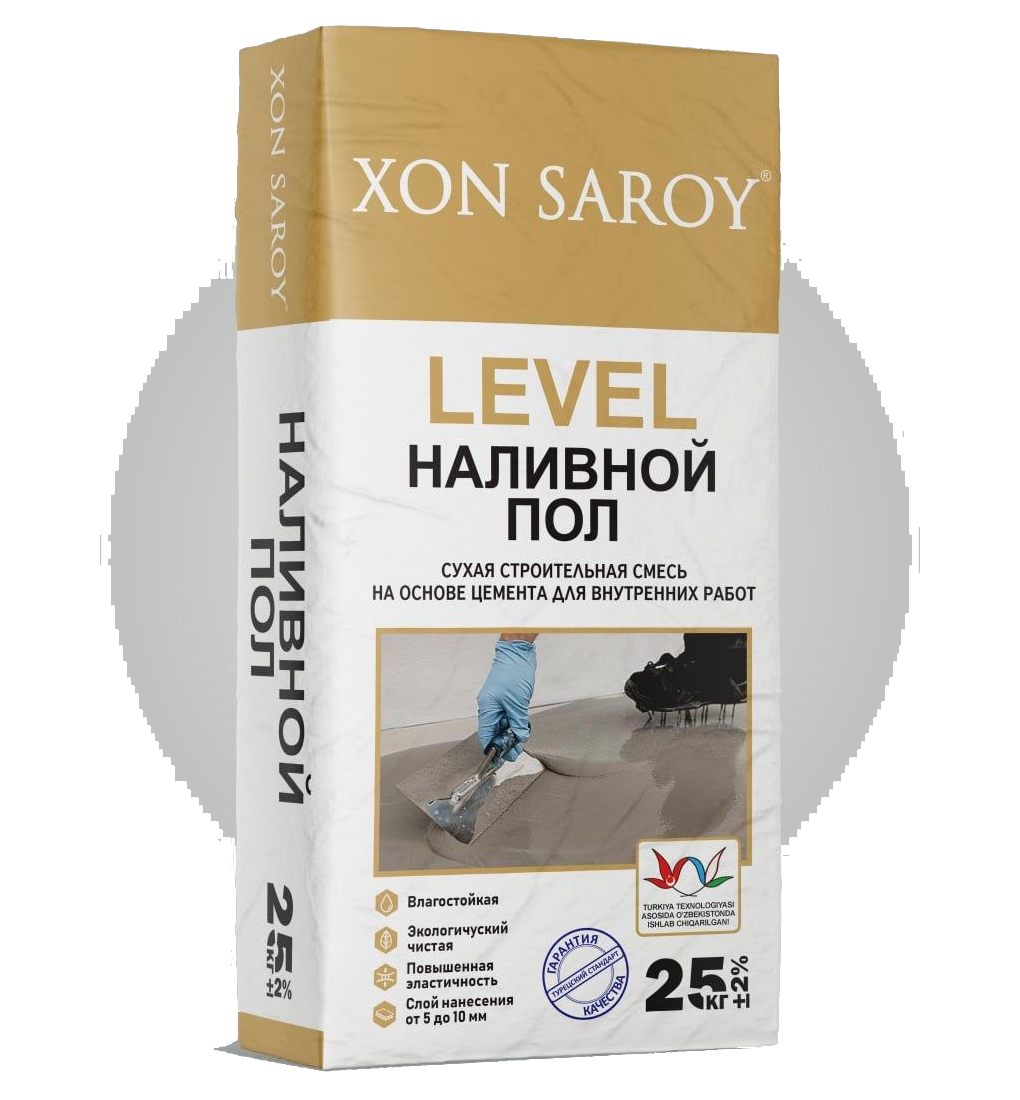 XON SAROY®
LEVEL
НАЛИВНОЙ
ПОЛ
СУХАЯ СТРОИТЕЛЬНАЯ СМЕСЬ
НА ОСНОВЕ ЦЕМЕНТА ДЛЯ ВНУТРЕННИХ РАБОТ
TURKIYA TEXNOLOGIYASI
ASOSIDA O'ZBEKISTONDA
ISHLAB CHIQARILGAN!
Влагостойкая
Экологичуский
чистая
Повышенная
эластичность
Слой нанесения
от 5 до 10 мм
ГАРАНТИЯ
ТУРЕЦСКИЙ СТАНДАРТ
КАЧЕСТВА
25 КГ ±2%
XON SAROY
НАЛИВНОЙ
ПОЛ
25 КГ ±2%